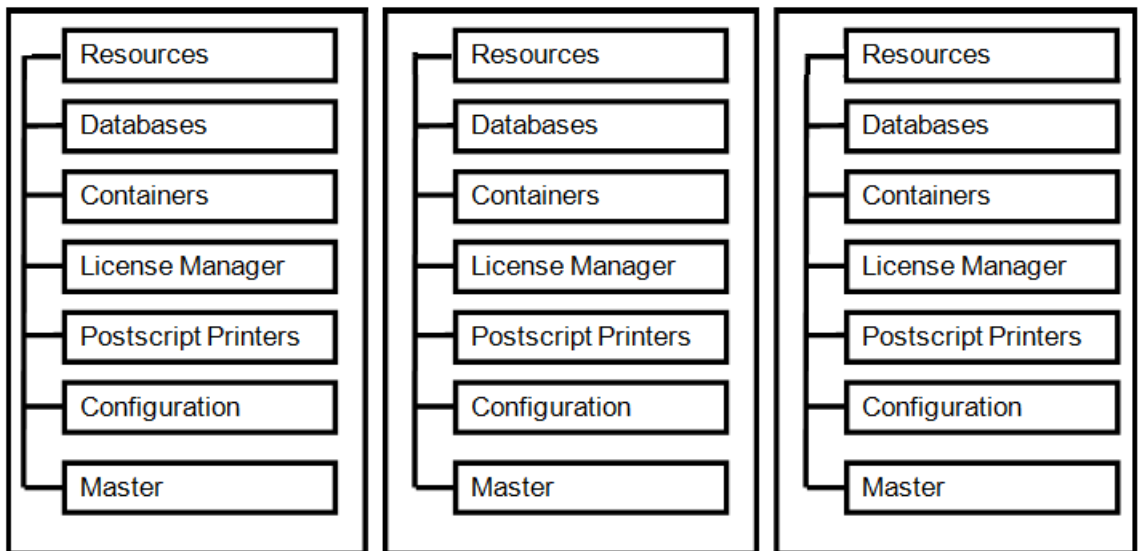 Resources
Databases
Containers
License Manager
Postscript Printers
Configuration
Master
Resources
Databases
Containers
License Manager
Postscript Printers
Configuration
Master
Resources
Databases
Containers
License Manager
Postscript Printers
Configuration
Master